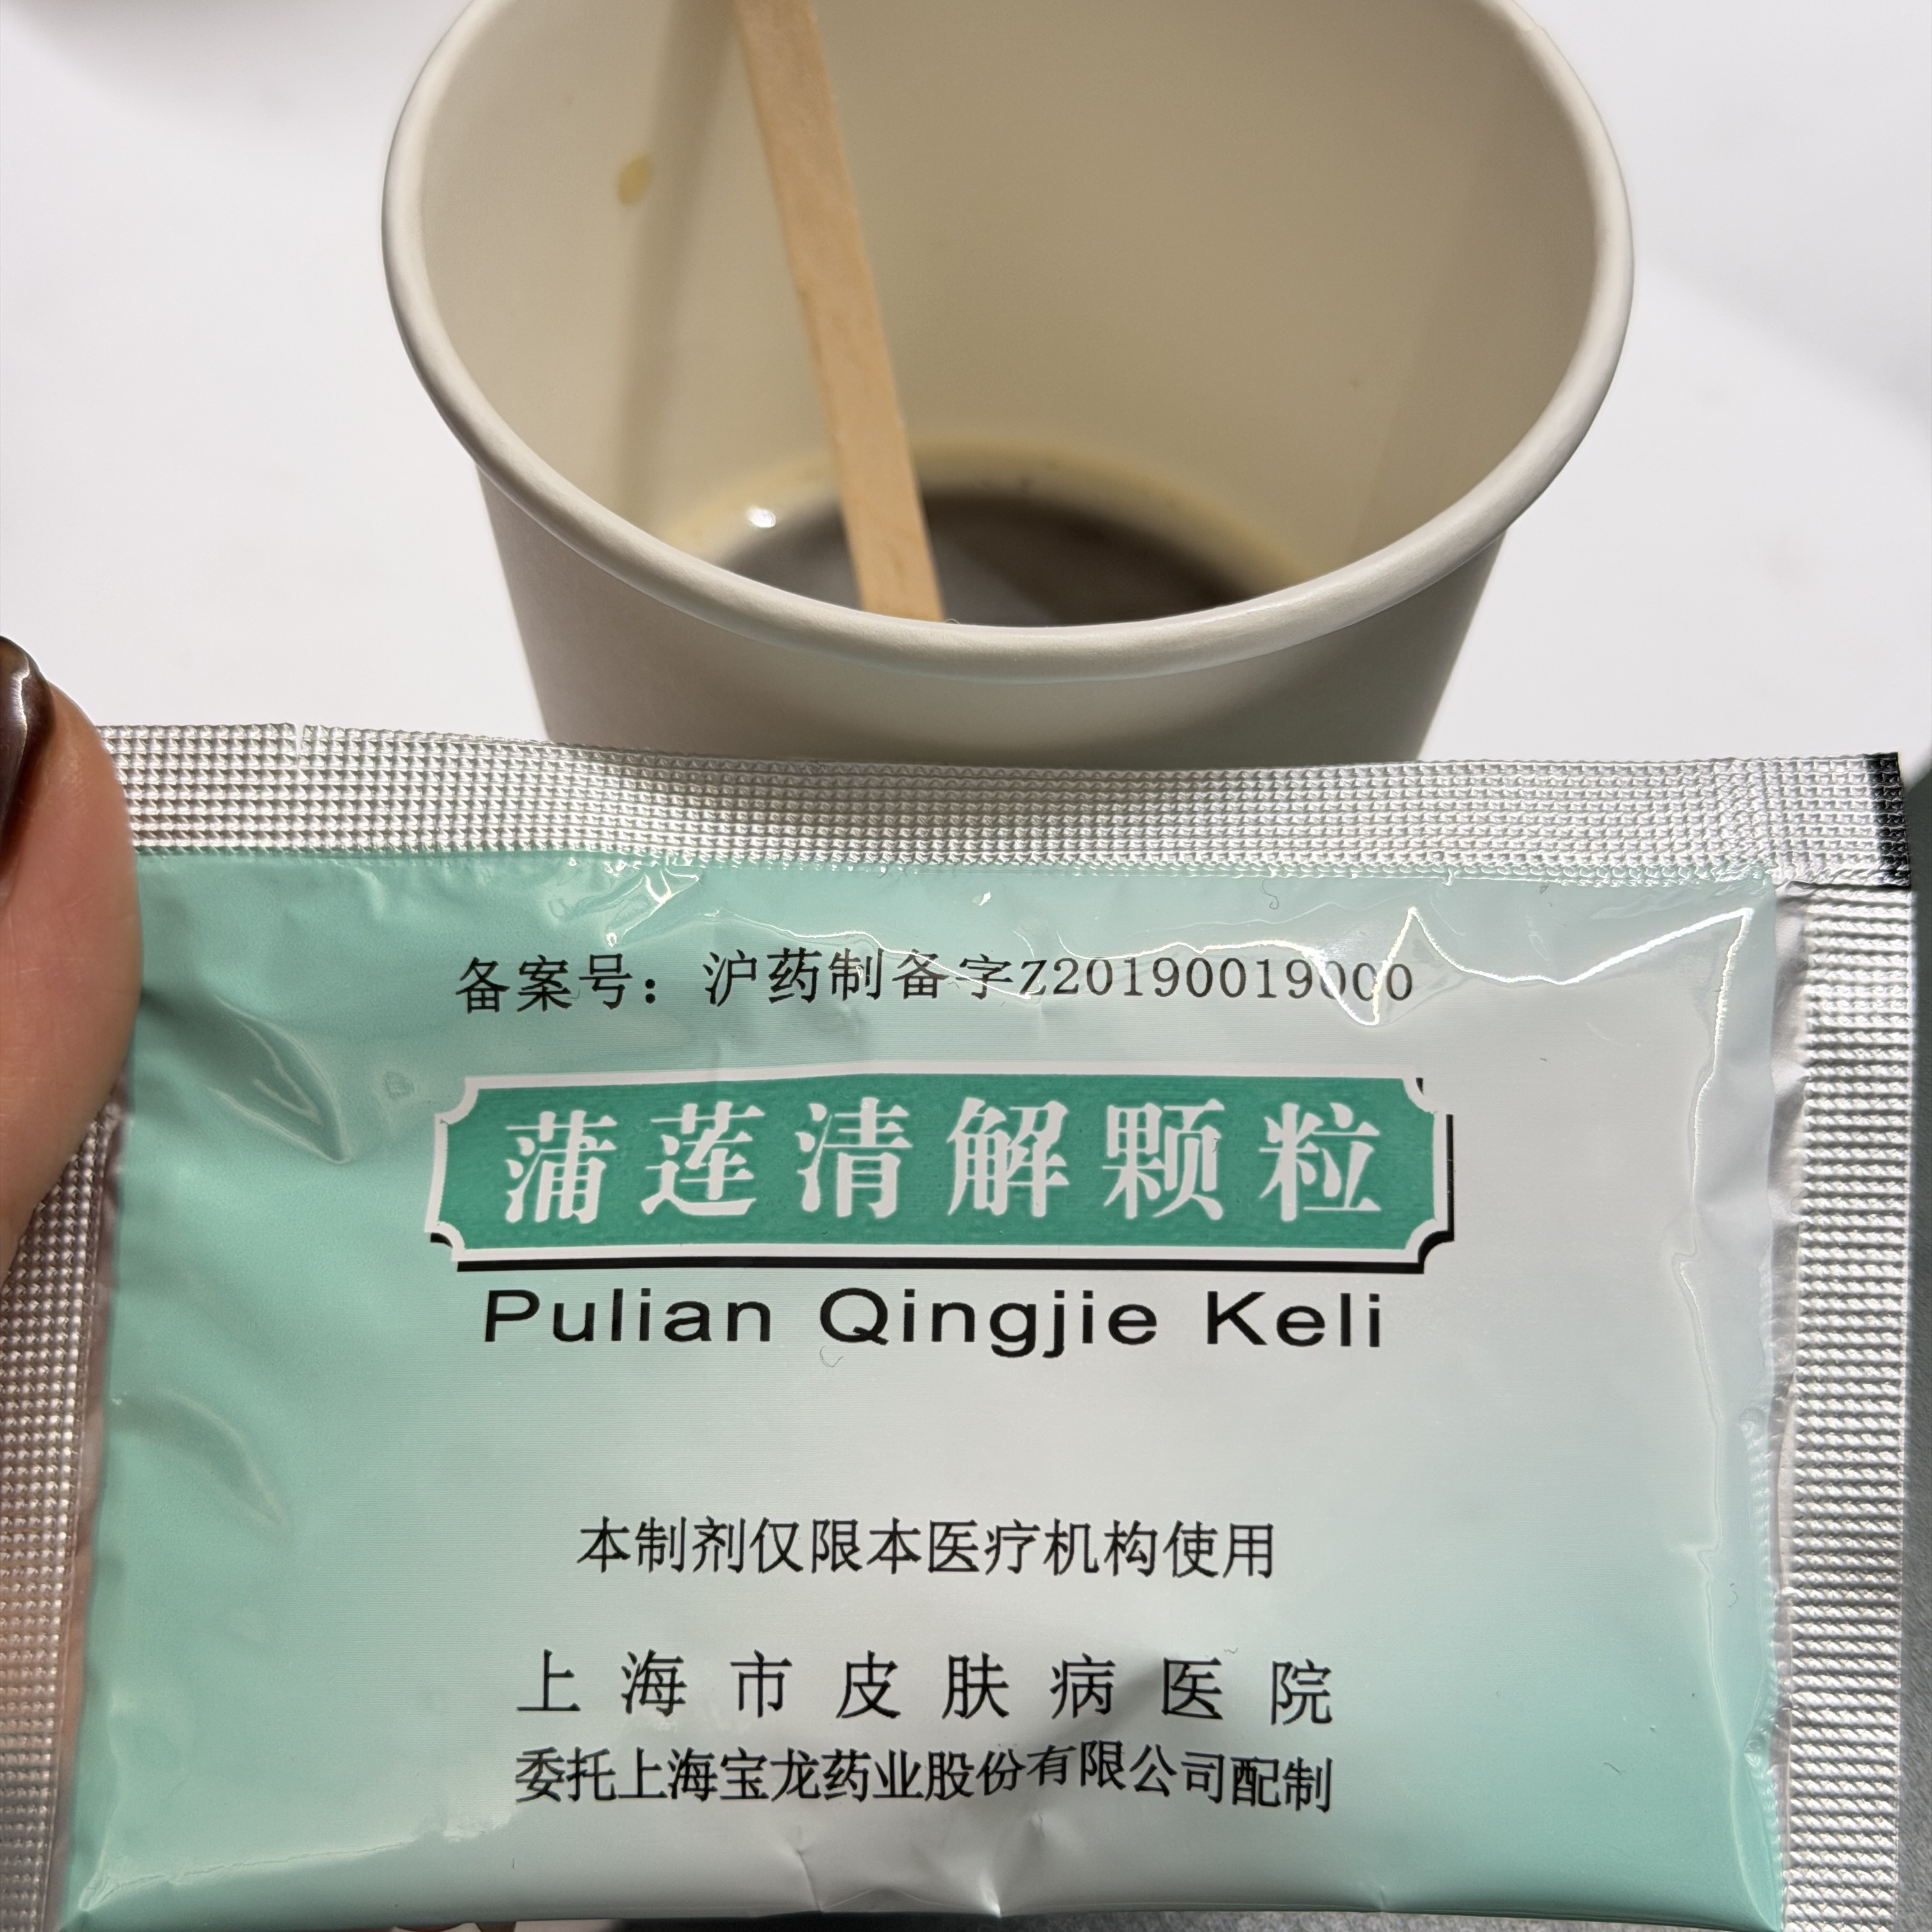 备案号：沪药制备字Z20190019000
蒲莲清解颗粒
Pulian Qingjie Keli
本制剂仅限本医疗机构使用
上海市皮肤病医院
委托上海宝龙药业股份有限公司配制